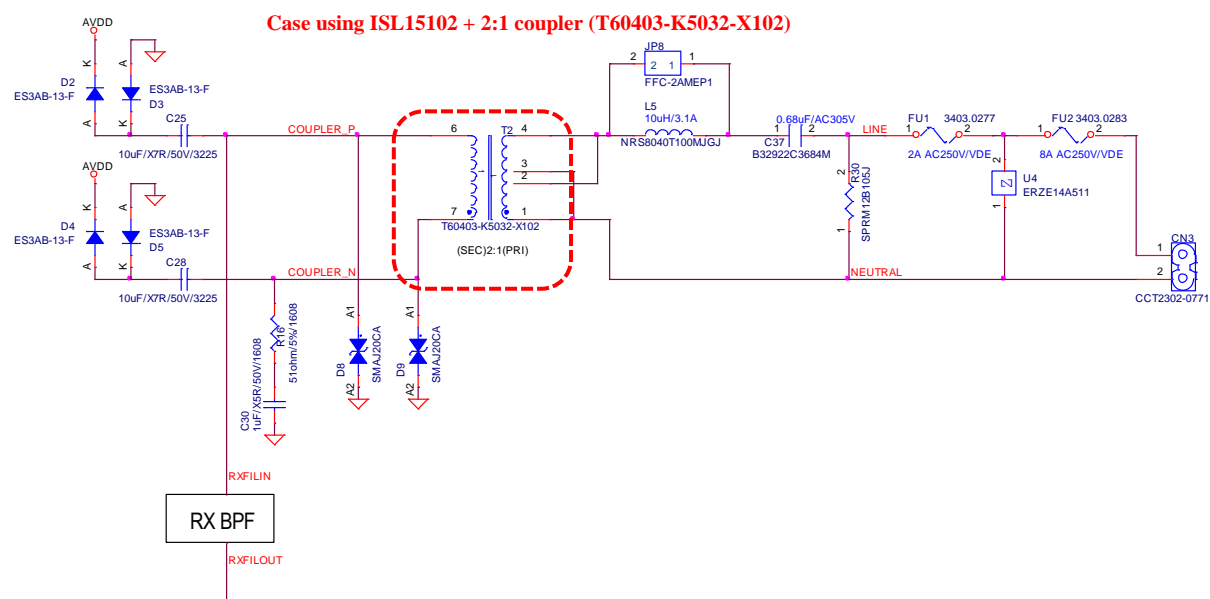 Case using ISL15102 + 2:1 coupler (T60403-K5032-X102)
AVDD
K
A
D2
ES3AB-13-F
A
K
ES3AB-13-F
D3
C25
10uF/X7R/50V/3225
COUPLER_P
AVDD
K
A
D4
ES3AB-13-F
A
K
ES3AB-13-F
D5
C28
10uF/X7R/50V/3225
COUPLER_N
R16
51ohm/5%/1608
C30
1uF/X5R/50V/1608
A1
A2
D8
SMAJ20CA
A1
A2
D9
SMAJ20CA
6
7
T2
4
3
2
1
T60403-K5032-X102
(SEC)2:1(PRI)
JP8
2
2 1
1
FFC-2AMEP1
L5
10uH/3.1A
NRS8040T100MJGJ
0.68uF/AC305V
1
2
C37
B32922C3684M
LINE
2
R30
SPRM12B105J
1
FU1
3403.0277
1
2
2A AC250V/VDE
FU2
3403.0283
1
2
8A AC250V/VDE
2
Z
U4
ERZE14A511
1
NEUTRAL
CN3
1
2
CCT2302-0771
RXFILIN
RX BPF
RXFILOUT